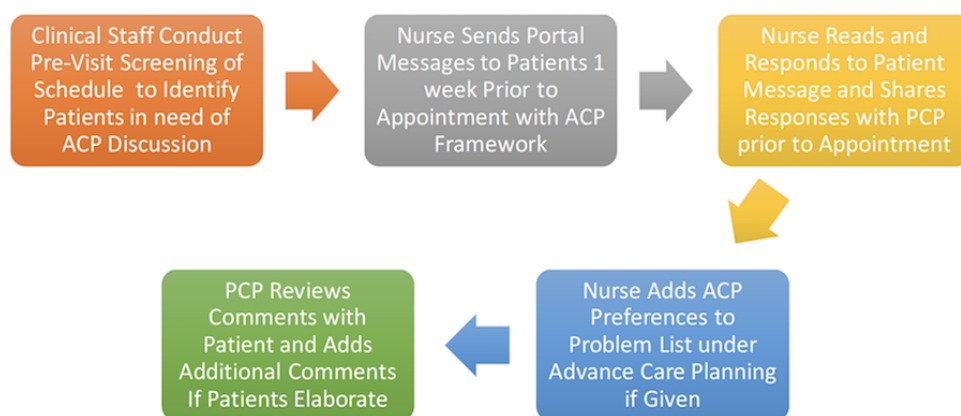 Clinical Staff Conduct
Pre-Visit Screening of
Schedule to Identify
Patients in need of
ACP Discussion
Nurse Sends Portal
Messages to Patients 1
week Prior to
Appointment with ACP
Framework
Nurse Reads and
Responds to Patient
Message and Shares
Responses with PCP
prior to Appointment
Nurse Adds ACP
Preferences to
Problem List under
Advance Care Planning
if Given
PCP Reviews
Comments with
Patient and Adds
Additional Comments
If Patients Elaborate